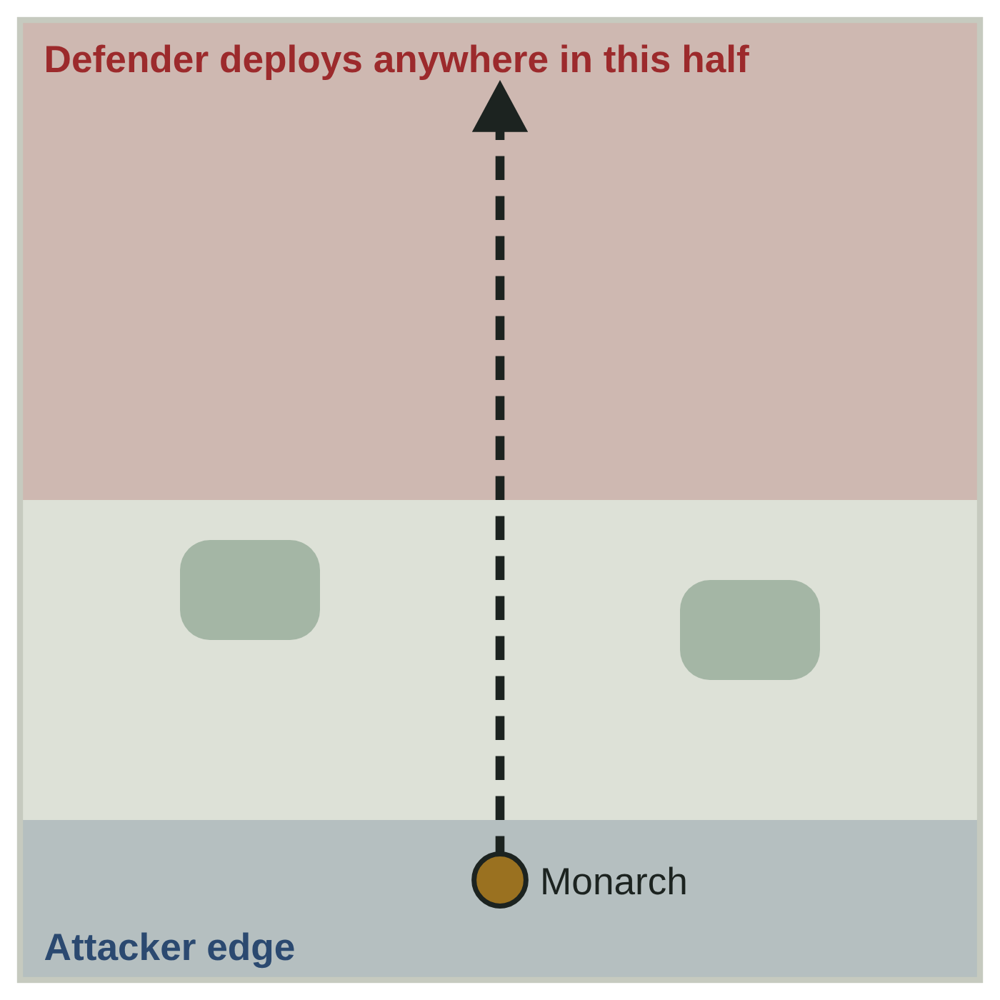 Defender deploys anywhere in this half
Monarch
Attacker edge